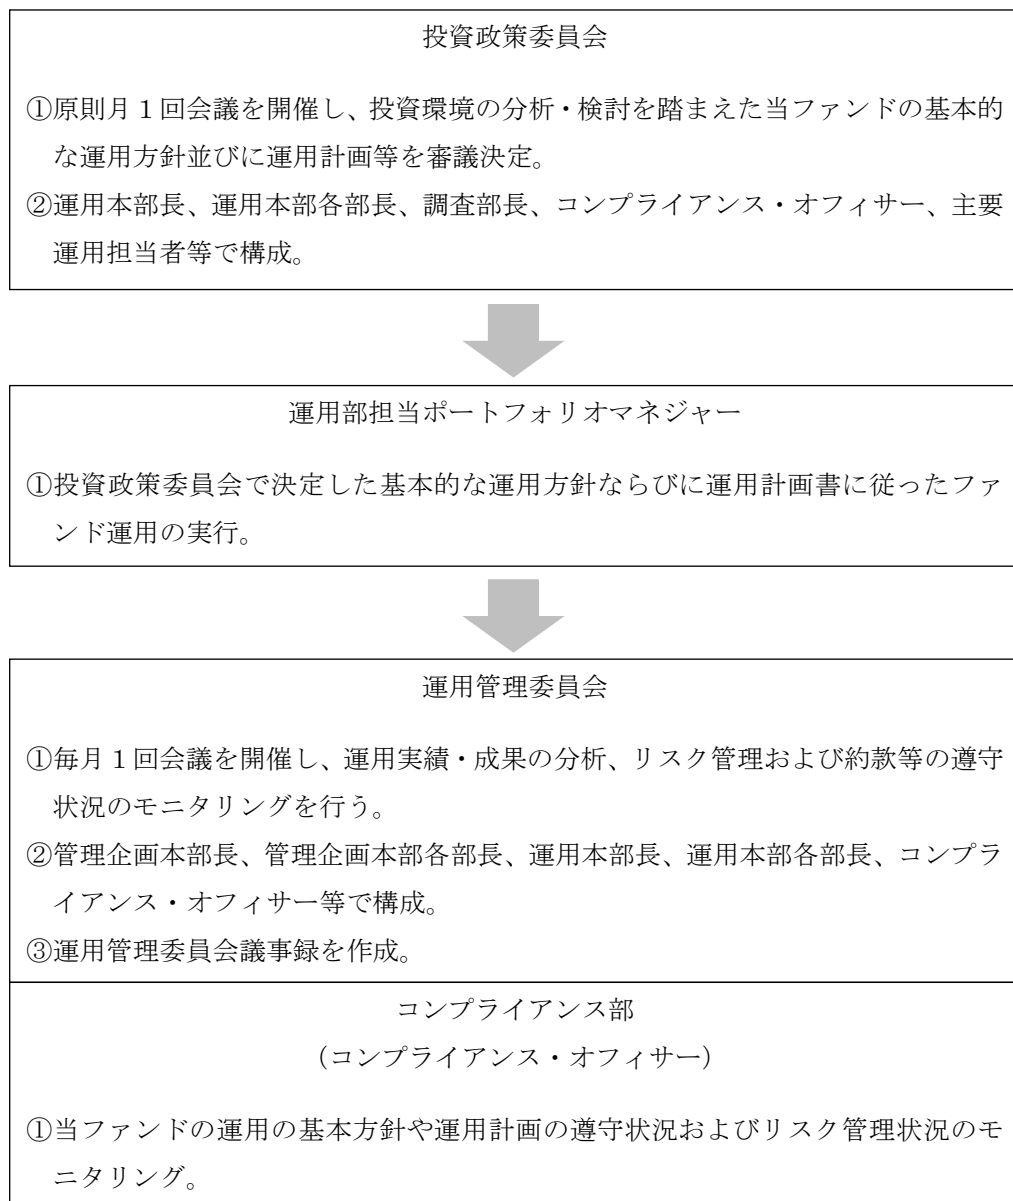 投資政策委員会
①原則月１回会議を開催し、投資環境の分析・検討を踏まえた当ファンドの基本的
な運用方針並びに運用計画等を審議決定。
②運用本部長、運用本部各部長、調査部長、コンプライアンス・オフィサー、主要
運用担当者等で構成。
運用部担当ポートフォリオマネジャー
①投資政策委員会で決定した基本的な運用方針ならびに運用計画書に従ったファ
ンド運用の実行。
運用管理委員会
①毎月１回会議を開催し、運用実績・成果の分析、リスク管理および約款等の遵守
状況のモニタリングを行う。
②管理企画本部長、管理企画本部各部長、運用本部長、運用本部各部長、コンプラ
イアンス・オフィサー等で構成。
③運用管理委員会議事録を作成。
コンプライアンス部
（コンプライアンス・オフィサー）
①当ファンドの運用の基本方針や運用計画の遵守状況およびリスク管理状況のモ
ニタリング。